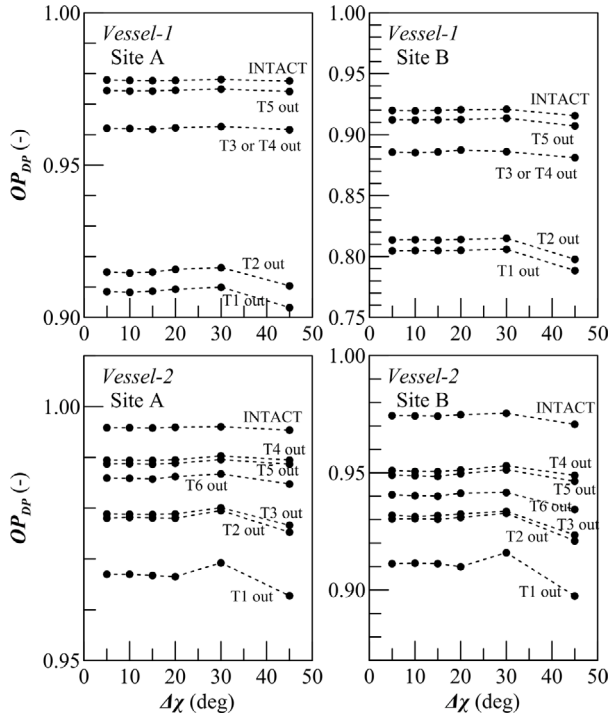 Vessel-1
Site A
INTACT
T5 out
T3 or T4 out
T2 out
T1 out
1.00
0.95
0.90
OP_DP (-)
0 10 20 30 40 50
Vessel-1
Site B
INTACT
T5 out
T3 or T4 out
T2 out
T1 out
1.00
0.95
0.90
0.85
0.80
0.75
0 10 20 30 40 50
Vessel-2
Site A
INTACT
T4 out
T5 out
T6 out
T3 out
T2 out
T1 out
1.00
0.95
OP_DP (-)
0 10 20 30 40 50
Δχ (deg)
Vessel-2
Site B
INTACT
T4 out
T5 out
T6 out
T3 out
T2 out
T1 out
1.00
0.95
0.90
0 10 20 30 40 50
Δχ (deg)